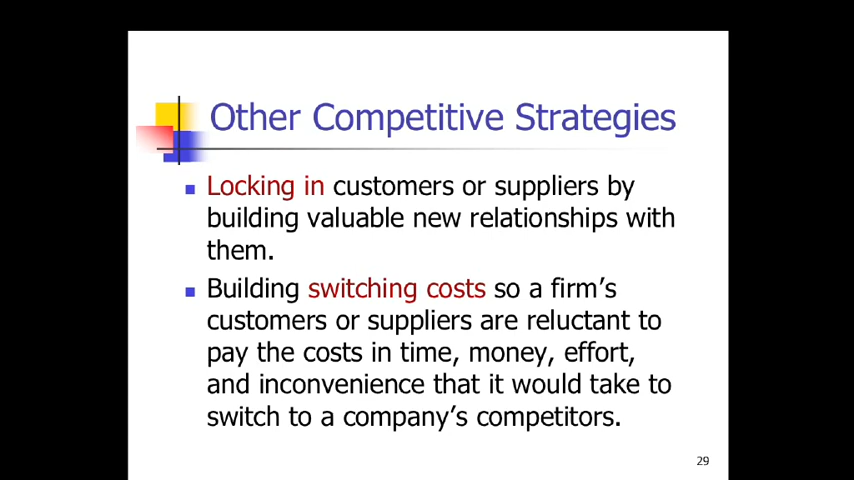 Other Competitive Strategies
Locking in customers or suppliers by
building valuable new relationships with
them.
Building switching costs so a firm’s
customers or suppliers are reluctant to
pay the costs in time, money, effort,
and inconvenience that it would take to
switch to a company’s competitors.
29